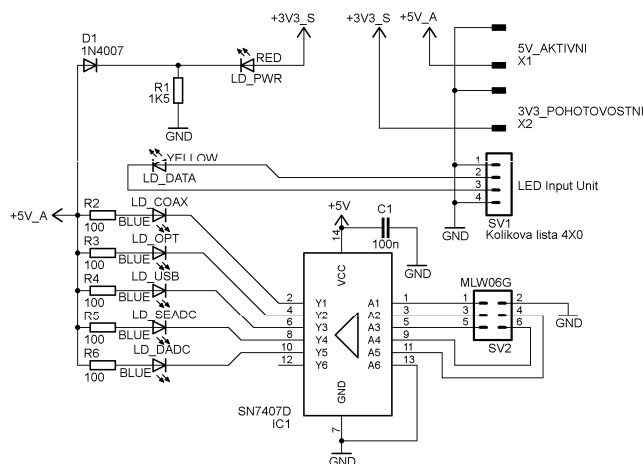 +3V3_S
+3V3_S
+5V_A
D1
1N4007
RED
LD_PWR
R1
1K5
GND
5V_AKTIVNI
X1
3V3_POHOTOVOSTNI
X2
YELLOW
LD_DATA
1
2
3
4
LED Input Unit
SV1
Kolikova lista 4X0
GND
+5V_A
R2
100
BLUE
LD_COAX
R3
100
BLUE
LD_OPT
R4
100
BLUE
LD_USB
R5
100
BLUE
LD_SEADC
R6
100
BLUE
LD_DADC
+5V
14
C1
100n
GND
VCC
2 Y1 A1 1
4 Y2 A2 3
6 Y3 A3 5
8 Y4 A4 9
10 Y5 A5 11
12 Y6 A6 13
GND
7
SN7407D
IC1
GND
MLW06G
1 2
3 4
5 6
SV2
GND